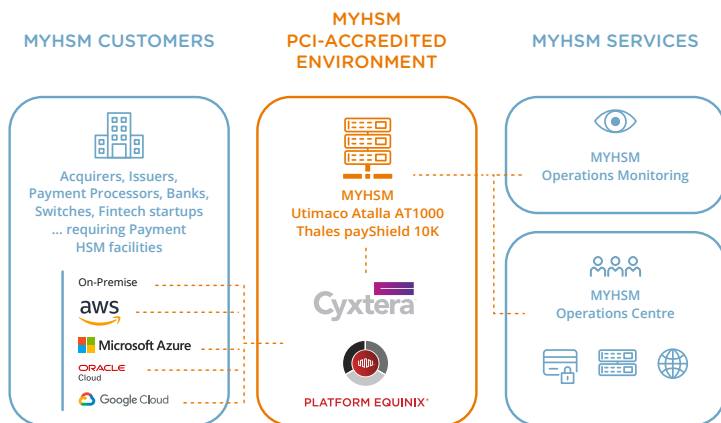 MYHSM CUSTOMERS
MYHSM
PCI-ACCREDITED
ENVIRONMENT
MYHSM SERVICES
Acquirers, Issuers,
Payment Processors, Banks,
Switches, Fintech startups
... requiring Payment
HSM facilities
On-Premise
aws
Microsoft Azure
ORACLE
Cloud
Google Cloud
MYHSM
Utimaco Atalla AT1000
Thales payShield 10K
Cyxtera
PLATFORM EQUINIX
MYHSM
Operations Monitoring
MYHSM
Operations Centre